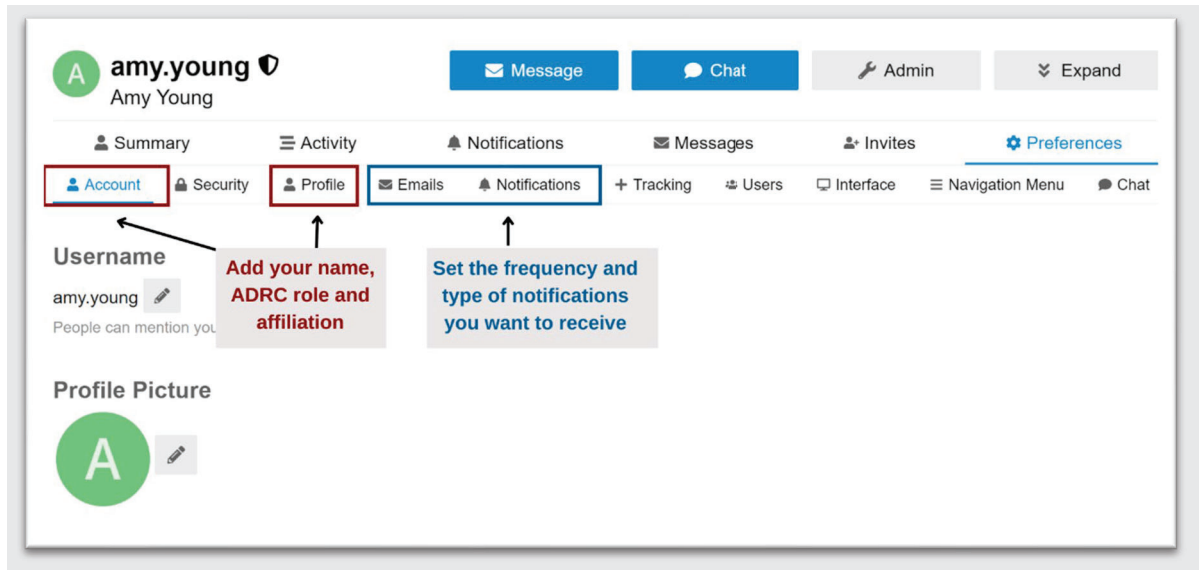 A amy.young
Amy Young
Message Chat Admin Expand
Summary Activity Notifications Messages Invites Preferences
Account Security Profile Emails Notifications Tracking Users Interface Navigation Menu Chat
Username
amy.young
People can mention you
Add your name,
ADRC role and
affiliation
Set the frequency and
type of notifications
you want to receive
Profile Picture
A